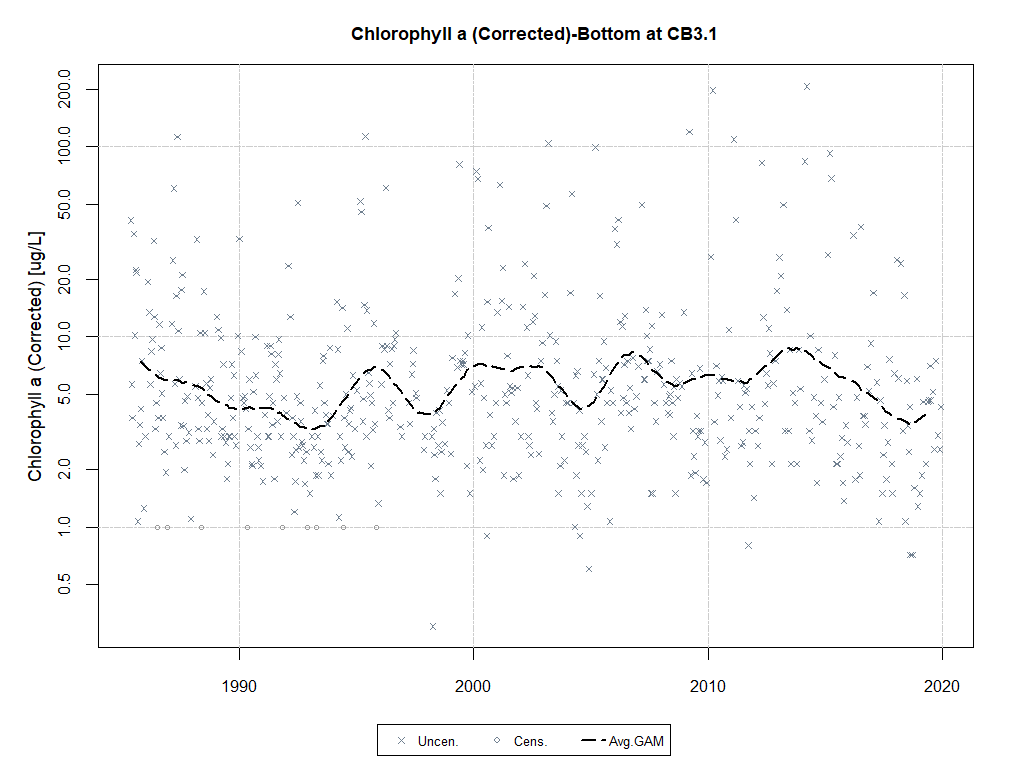 Chlorophyll a (Corrected)-Bottom at CB3.1
Chlorophyll a (Corrected) [ug/L]
200.0
100.0
50.0
20.0
10.0
5.0
2.0
1.0
0.5
1990 2000 2010 2020
Uncen. Cens. Avg.GAM